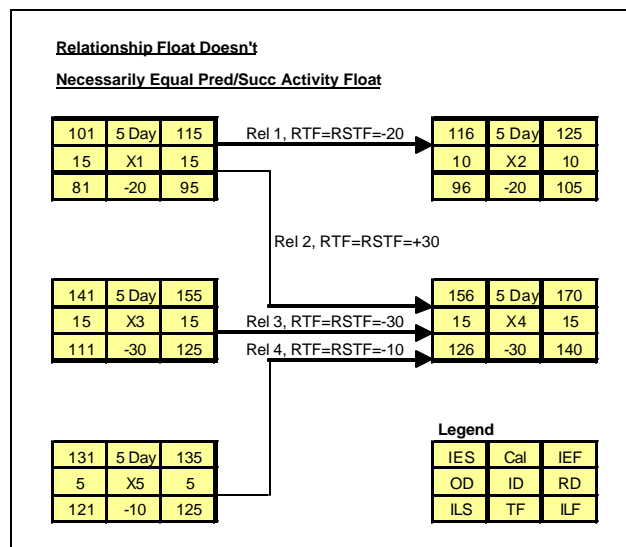 Relationship Float Doesn't
Necessarily Equal Pred/Succ Activity Float
101 5 Day 115
15 X1 15
81 -20 95
Rel 1, RTF=RSTF=-20
116 5 Day 125
10 X2 10
96 -20 105
Rel 2, RTF=RSTF=+30
141 5 Day 155
15 X3 15
111 -30 125
Rel 3, RTF=RSTF=-30
Rel 4, RTF=RSTF=-10
156 5 Day 170
15 X4 15
126 -30 140
131 5 Day 135
5 X5 5
121 -10 125
Legend
IES Cal IEF
OD ID RD
ILS TF ILF